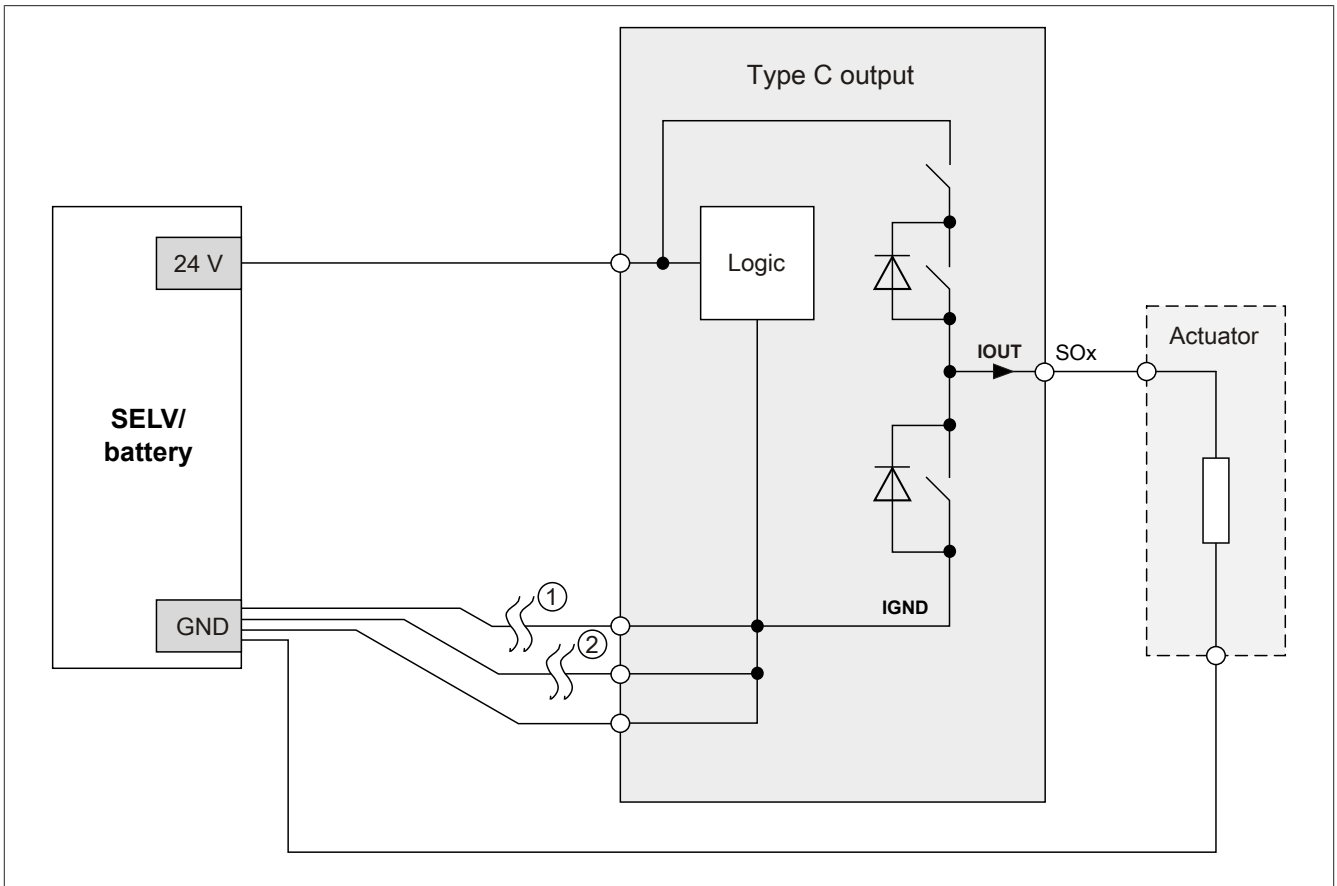 Type C output
24 V
Logic
SELV/
battery
IOUT
SOx
Actuator
GND
①
②
IGND